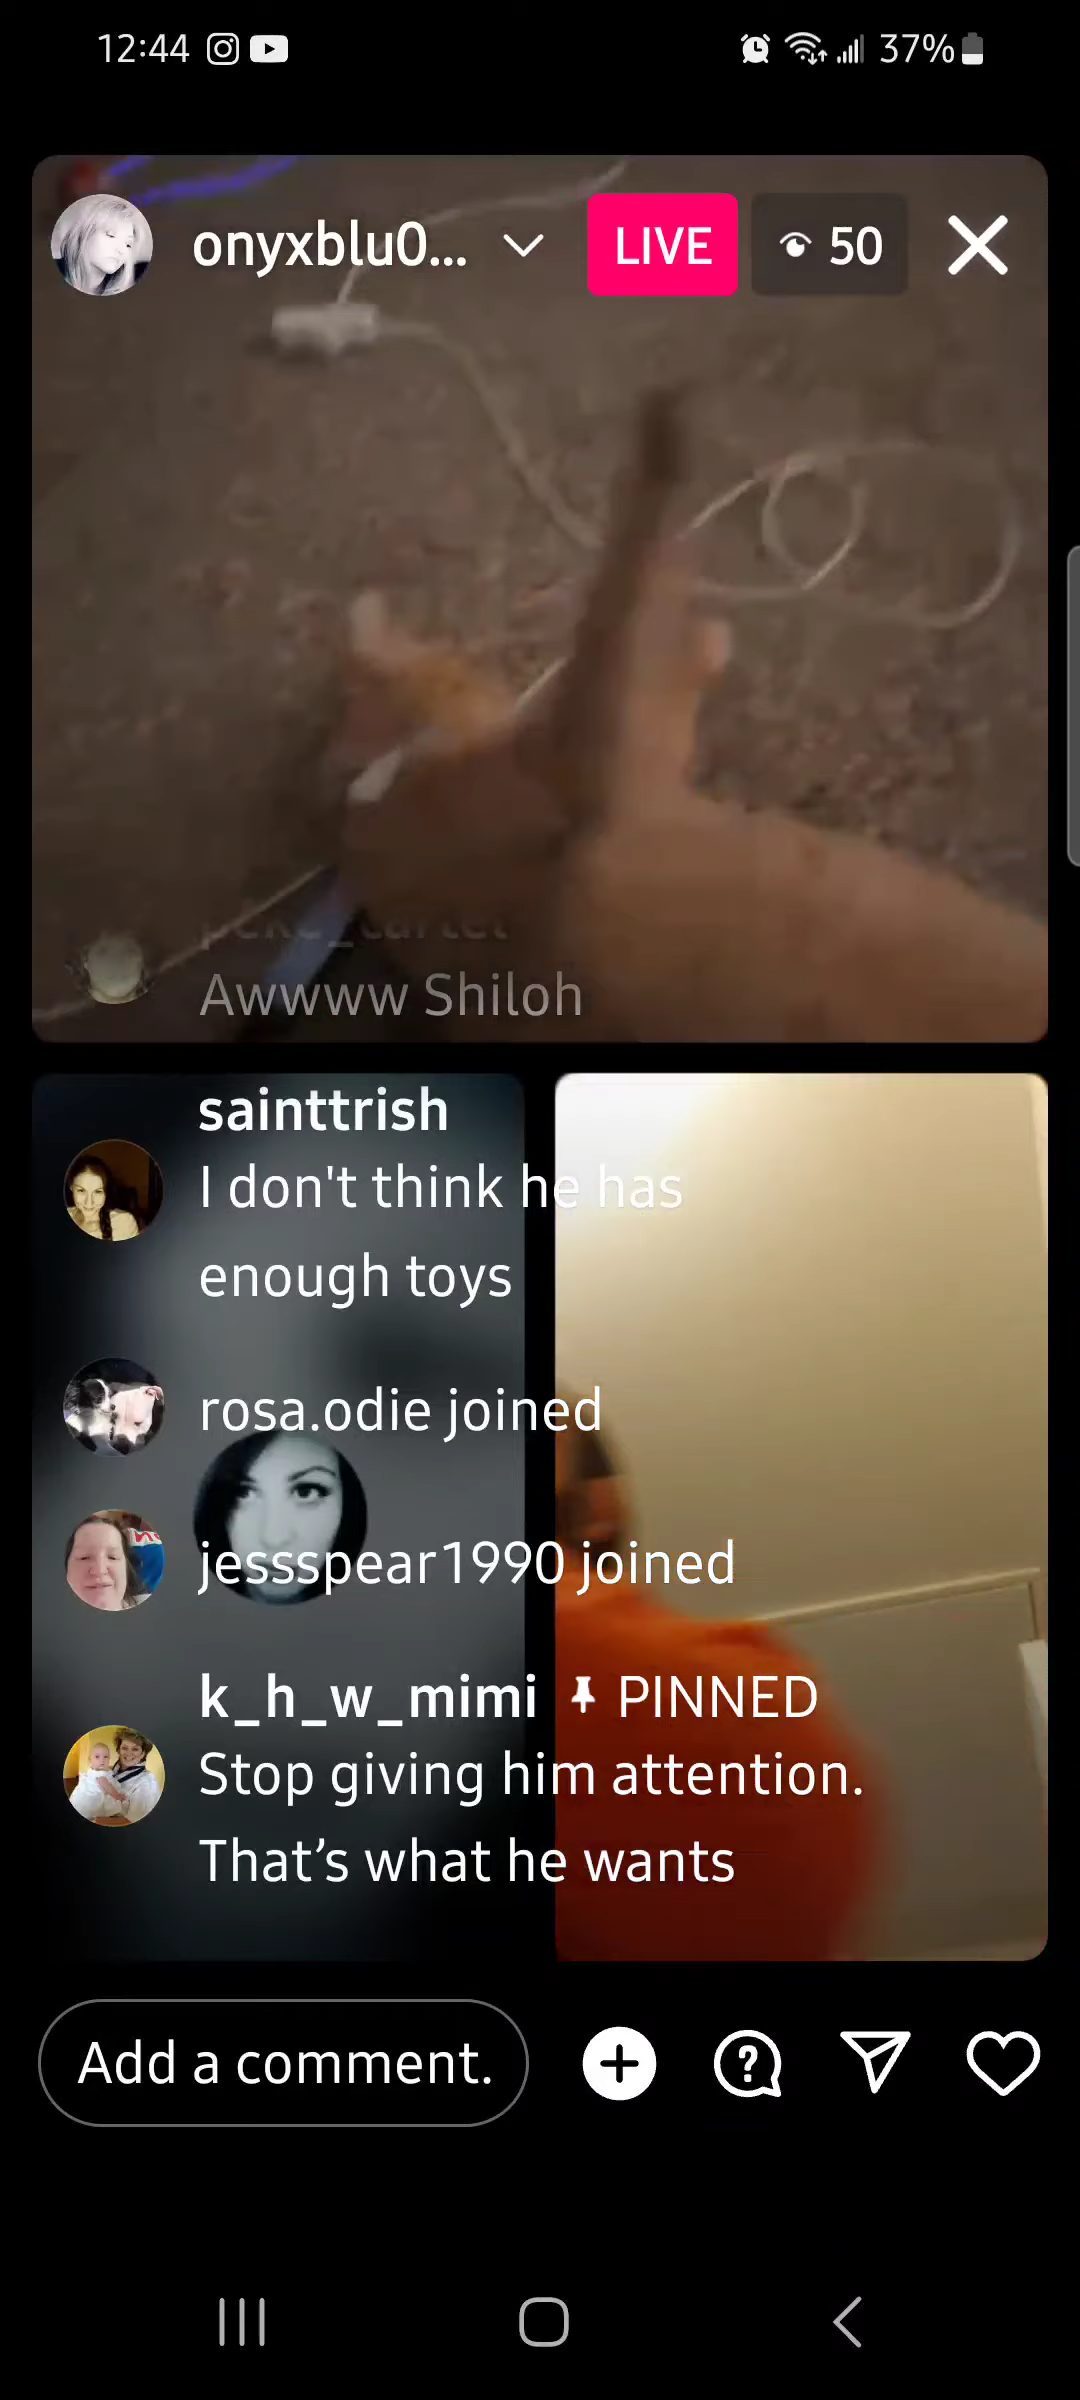 12:44
37%
onyxblu0...
LIVE
50
peke_cartel
Awwww Shiloh
sainttrish
I don't think he has
enough toys
rosa.odie joined
jessspear1990 joined
k_h_w_mimi PINNED
Stop giving him attention.
That’s what he wants
Add a comment.